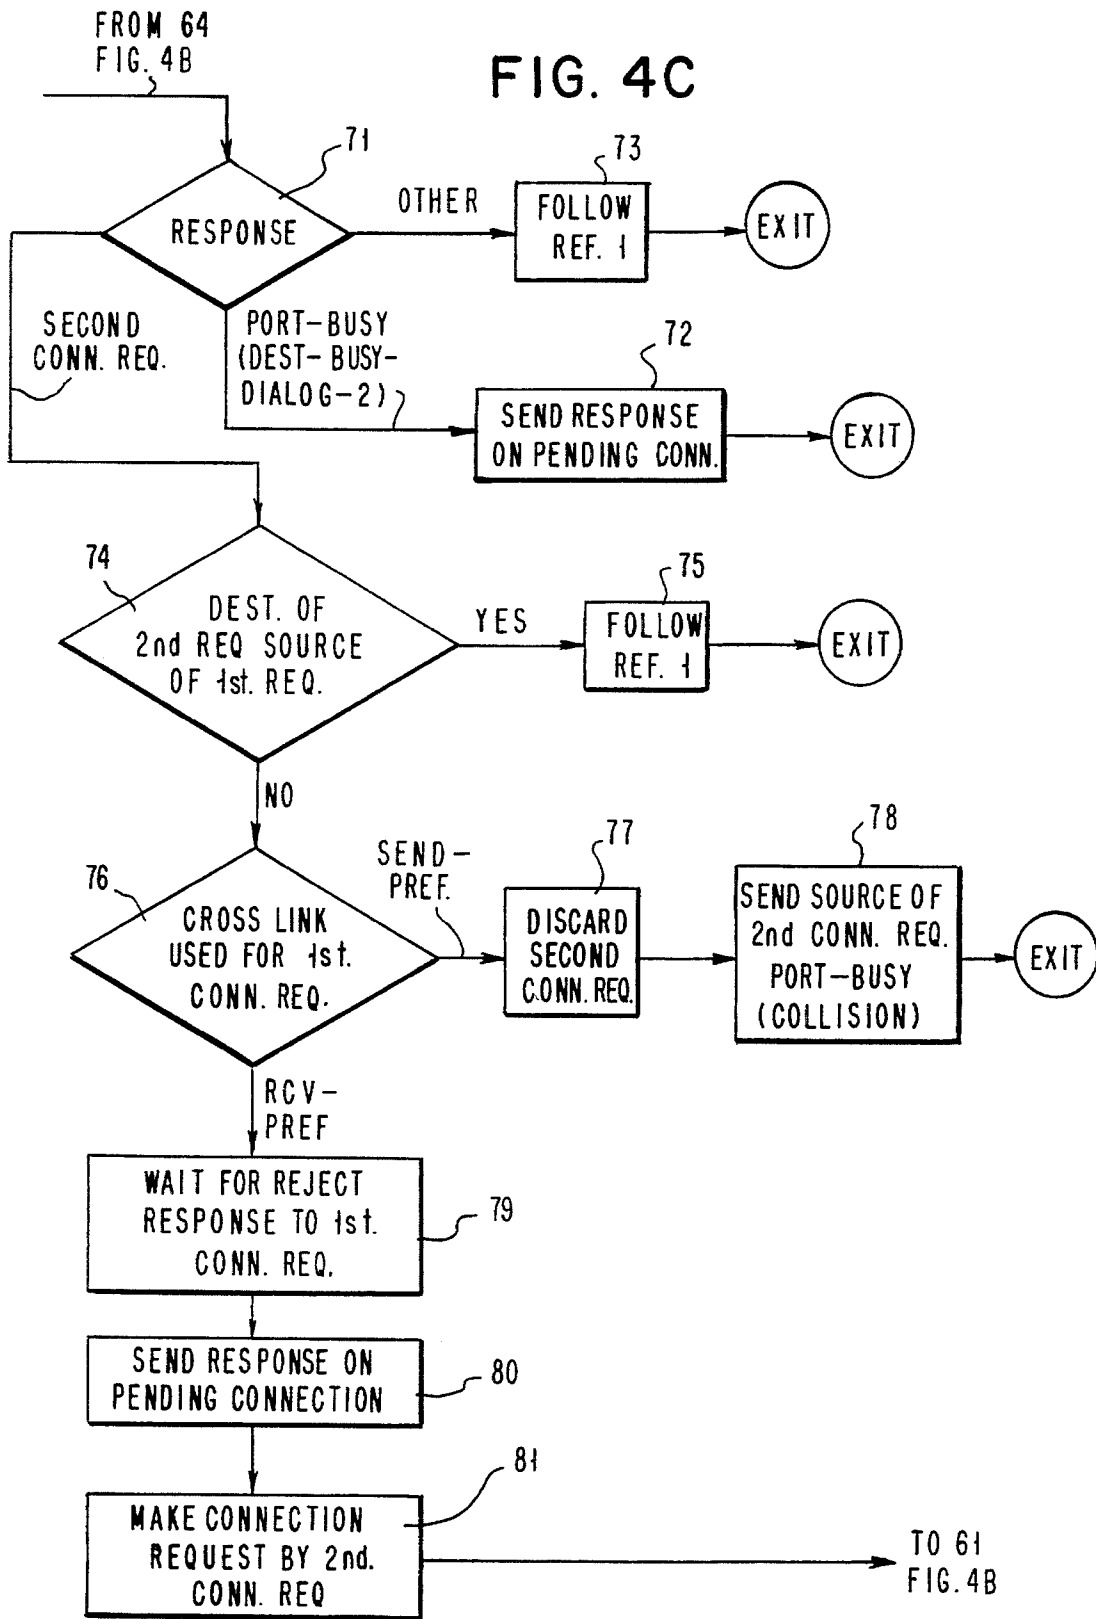 FROM 64
FIG. 4B
FIG. 4C
71
RESPONSE
OTHER
73
FOLLOW
REF. 1
EXIT
SECOND
CONN. REQ.
PORT-BUSY
(DEST-BUSY-
DIALOG-2)
72
SEND RESPONSE
ON PENDING CONN.
EXIT
74
DEST. OF
2nd REQ SOURCE
OF 1st. REQ.
YES
75
FOLLOW
REF. 1
EXIT
NO
76
CROSS LINK
USED FOR 1st.
CONN. REQ.
SEND-
PREF.
77
DISCARD
SECOND
CONN. REQ.
78
SEND SOURCE OF
2nd CONN. REQ.
PORT-BUSY
(COLLISION)
EXIT
RCV-
PREF
WAIT FOR REJECT
RESPONSE TO 1st.
CONN. REQ.
79
SEND RESPONSE ON
PENDING CONNECTION
80
81
MAKE CONNECTION
REQUEST BY 2nd.
CONN. REQ
TO 61
FIG. 4B